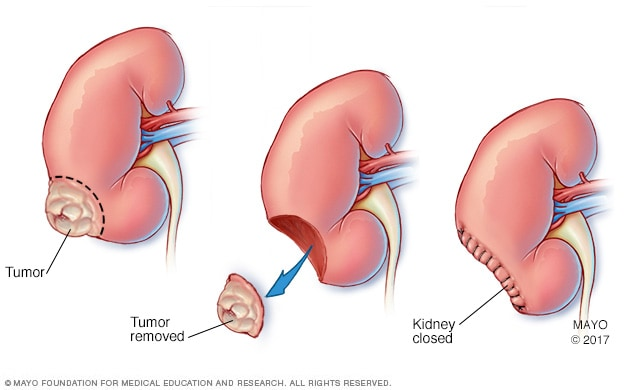 Tumor
Tumor
removed
Kidney
closed
MAYO
© 2017
© MAYO FOUNDATION FOR MEDICAL EDUCATION AND RESEARCH. ALL RIGHTS RESERVED.